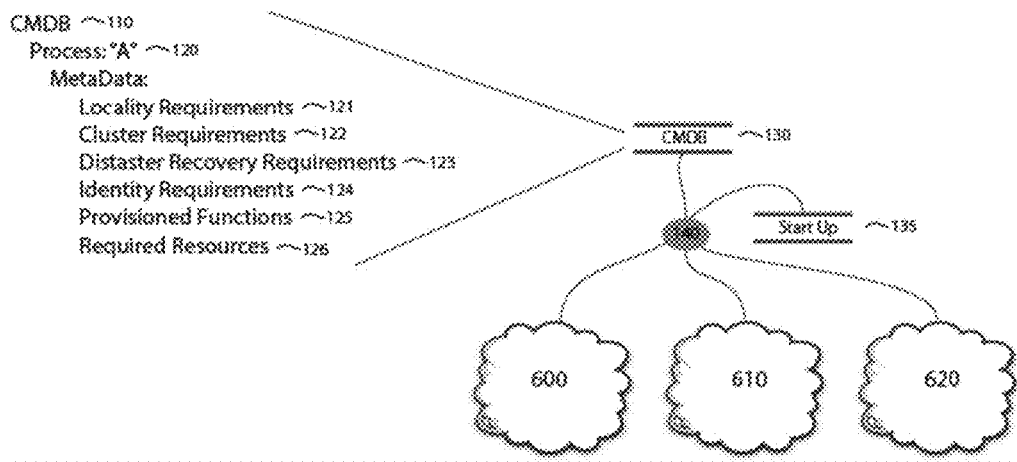 CMDB 110
Process: "A" 120
MetaData:
Locality Requirements 121
Cluster Requirements 122
Distaster Recovery Requirements 123
Identity Requirements 124
Provisioned Functions 125
Required Resources 126
CMDB 130
Start Up 135
600
610
620